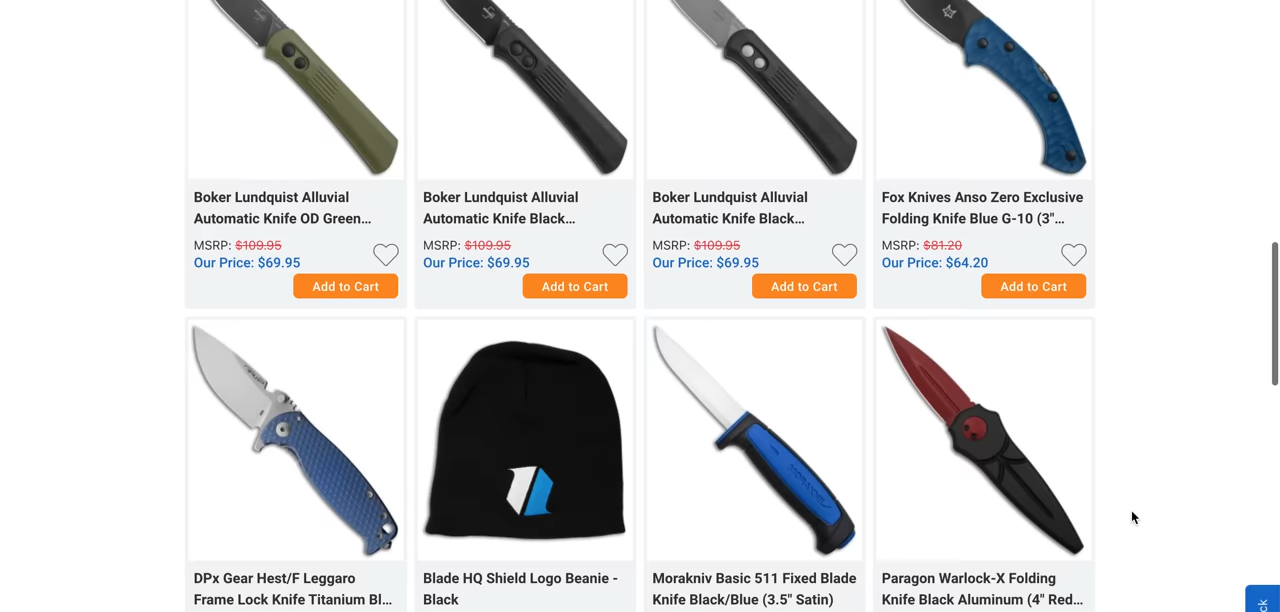 Boker Lundquist Alluvial
Automatic Knife OD Green...
MSRP: $109.95
Our Price: $69.95
Add to Cart
Boker Lundquist Alluvial
Automatic Knife Black...
MSRP: $109.95
Our Price: $69.95
Add to Cart
Boker Lundquist Alluvial
Automatic Knife Black...
MSRP: $109.95
Our Price: $69.95
Add to Cart
Fox Knives Anso Zero Exclusive
Folding Knife Blue G-10 (3"...
MSRP: $81.20
Our Price: $64.20
Add to Cart
DPx Gear Hest/F Leggaro
Frame Lock Knife Titanium Bl...
Blade HQ Shield Logo Beanie -
Black
MORAKNIV
Morakniv Basic 511 Fixed Blade
Knife Black/Blue (3.5" Satin)
Paragon Warlock-X Folding
Knife Black Aluminum (4" Red...